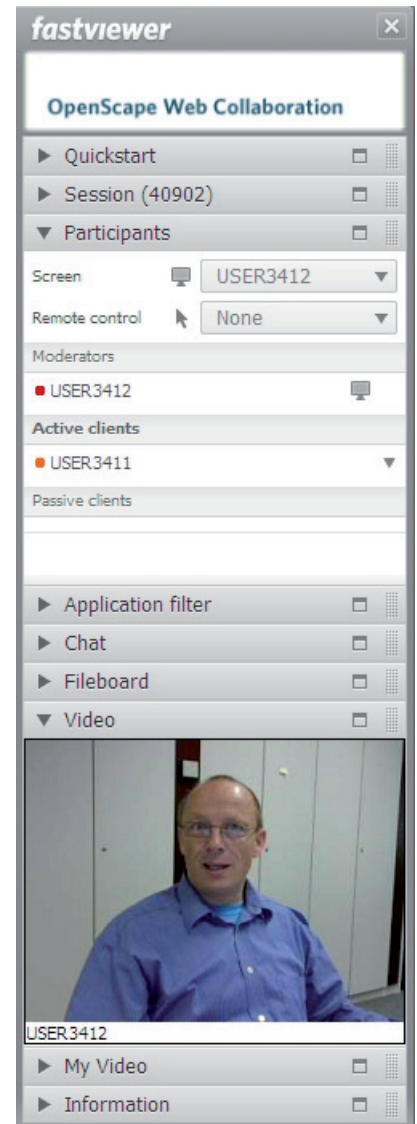 fastviewer
OpenScape Web Collaboration
Quickstart
Session (40902)
Participants
Screen USER3412
Remote control None
Moderators
USER3412
Active clients
USER3411
Passive clients
Application filter
Chat
Fileboard
Video
USER3412
My Video
Information